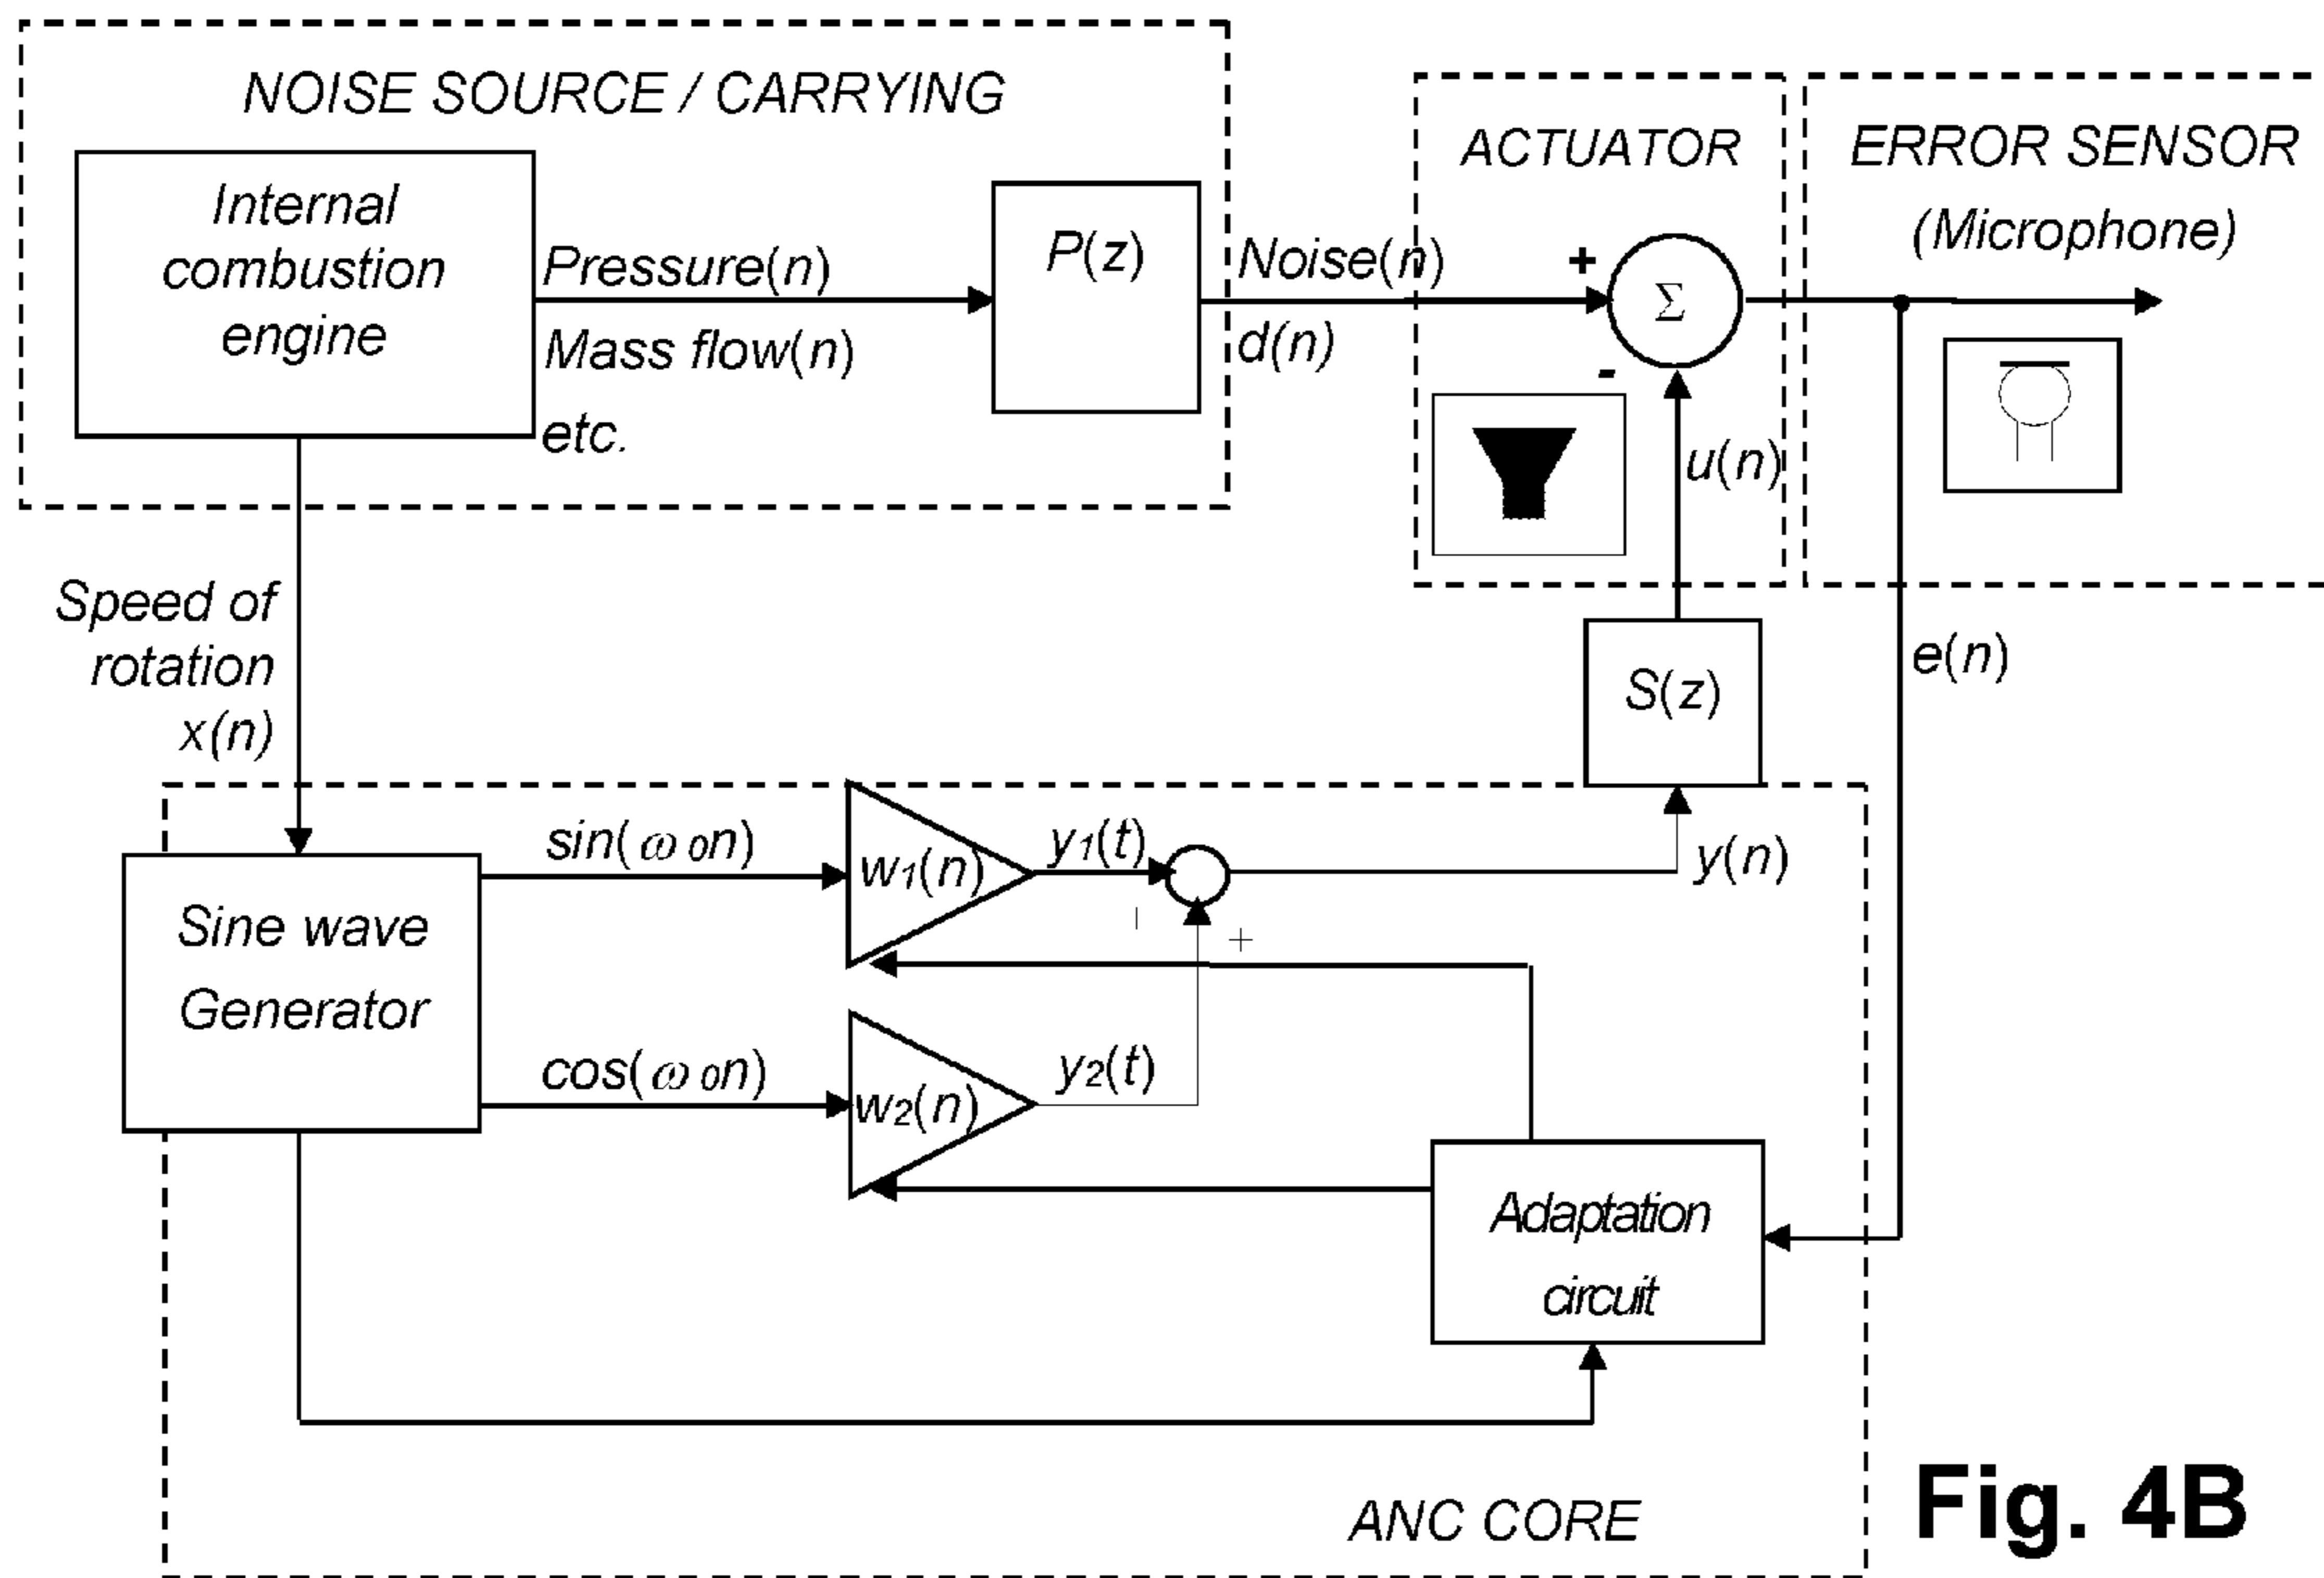 NOISE SOURCE / CARRYING
Internal
combustion
engine
Pressure(n)
Mass flow(n)
etc.
P(z)
Noise(n)
d(n)
ACTUATOR
+
Σ
-
u(n)
ERROR SENSOR
(Microphone)
e(n)
S(z)
Speed of
rotation
x(n)
Sine wave
Generator
sin(ω₀n)
w₁(n)
y₁(t)
+
y(n)
cos(ω₀n)
w₂(n)
y₂(t)
Adaptation
circuit
ANC CORE
Fig. 4B